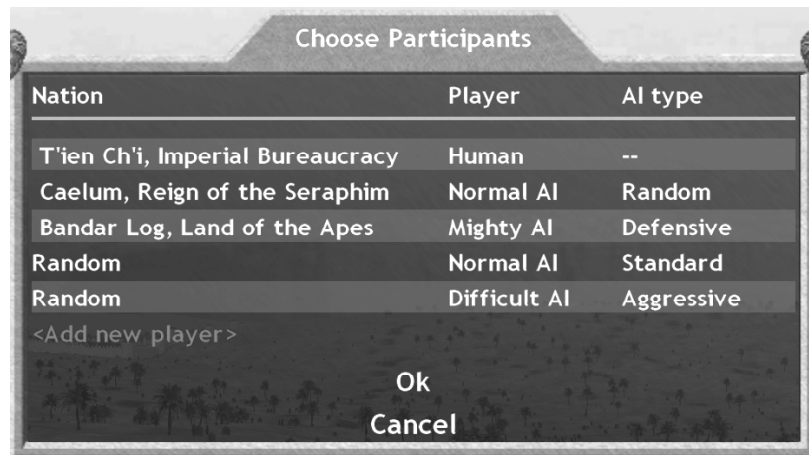 Choose Participants
Nation Player AI type
T'ien Ch'i, Imperial Bureaucracy Human --
Caelum, Reign of the Seraphim Normal AI Random
Bandar Log, Land of the Apes Mighty AI Defensive
Random Normal AI Standard
Random Difficult AI Aggressive
<Add new player>
Ok
Cancel